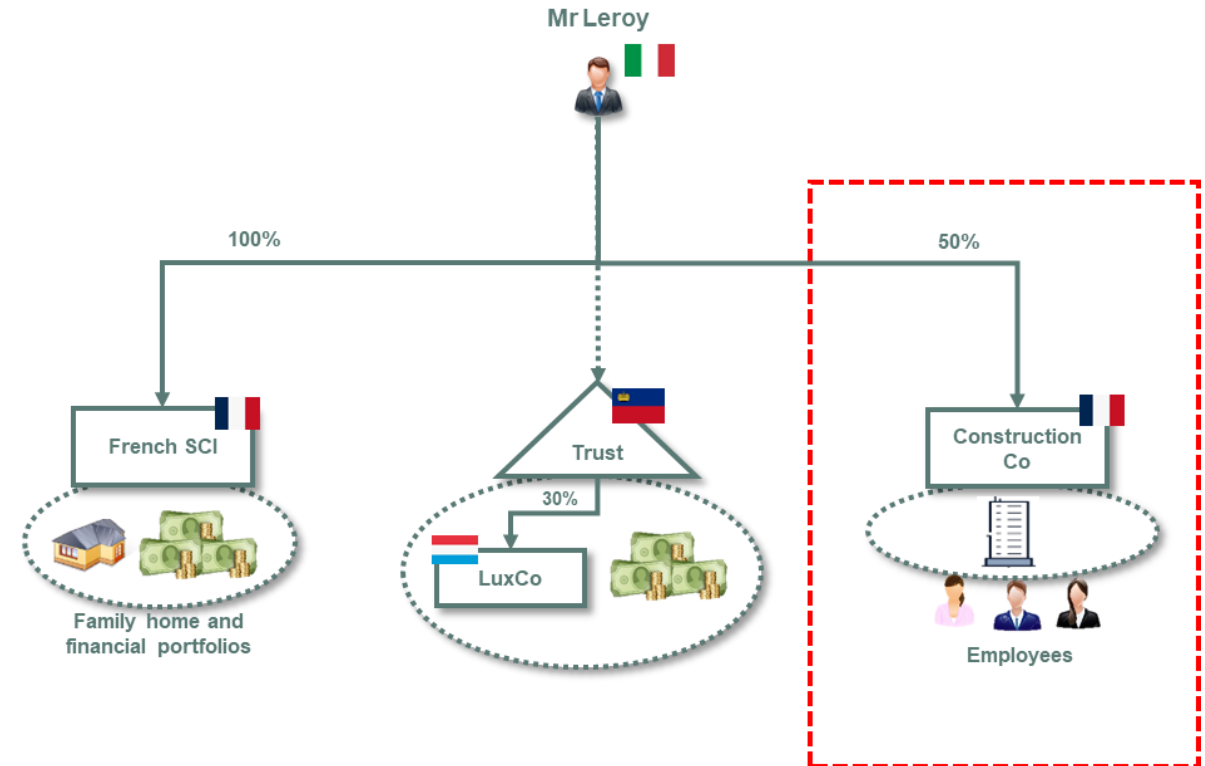 Mr Leroy
100%
50%
French SCI
Trust
Construction
Co
30%
LuxCo
Family home and
financial portfolios
Employees